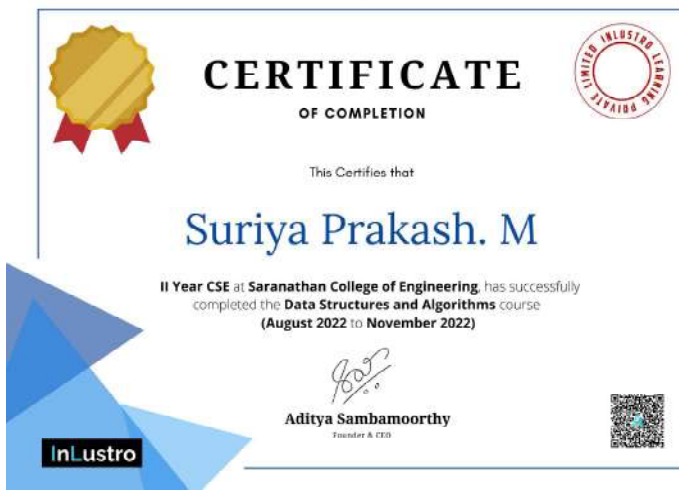 CERTIFICATE
OF COMPLETION
INLUSTRO LEARNING PRIVATE LIMITED
This Certifies that
Suriya Prakash. M
II Year CSE at Saranathan College of Engineering, has successfully
completed the Data Structures and Algorithms course
(August 2022 to November 2022)
Aditya Sambamoorthy
Founder & CEO
InLustro